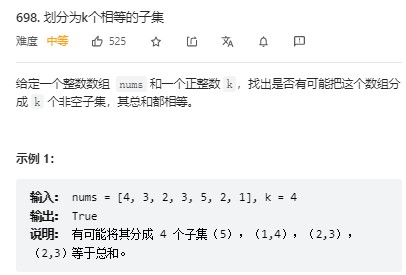 698. 划分为k个相等的子集
难度 中等 525
给定一个整数数组 nums 和一个正整数 k，找出是否有可能把这个数组分
成 k 个非空子集，其总和都相等。
示例 1：
输入： nums = [4, 3, 2, 3, 5, 2, 1], k = 4
输出： True
说明： 有可能将其分成 4 个子集（5），（1,4），（2,3），
（2,3）等于总和。